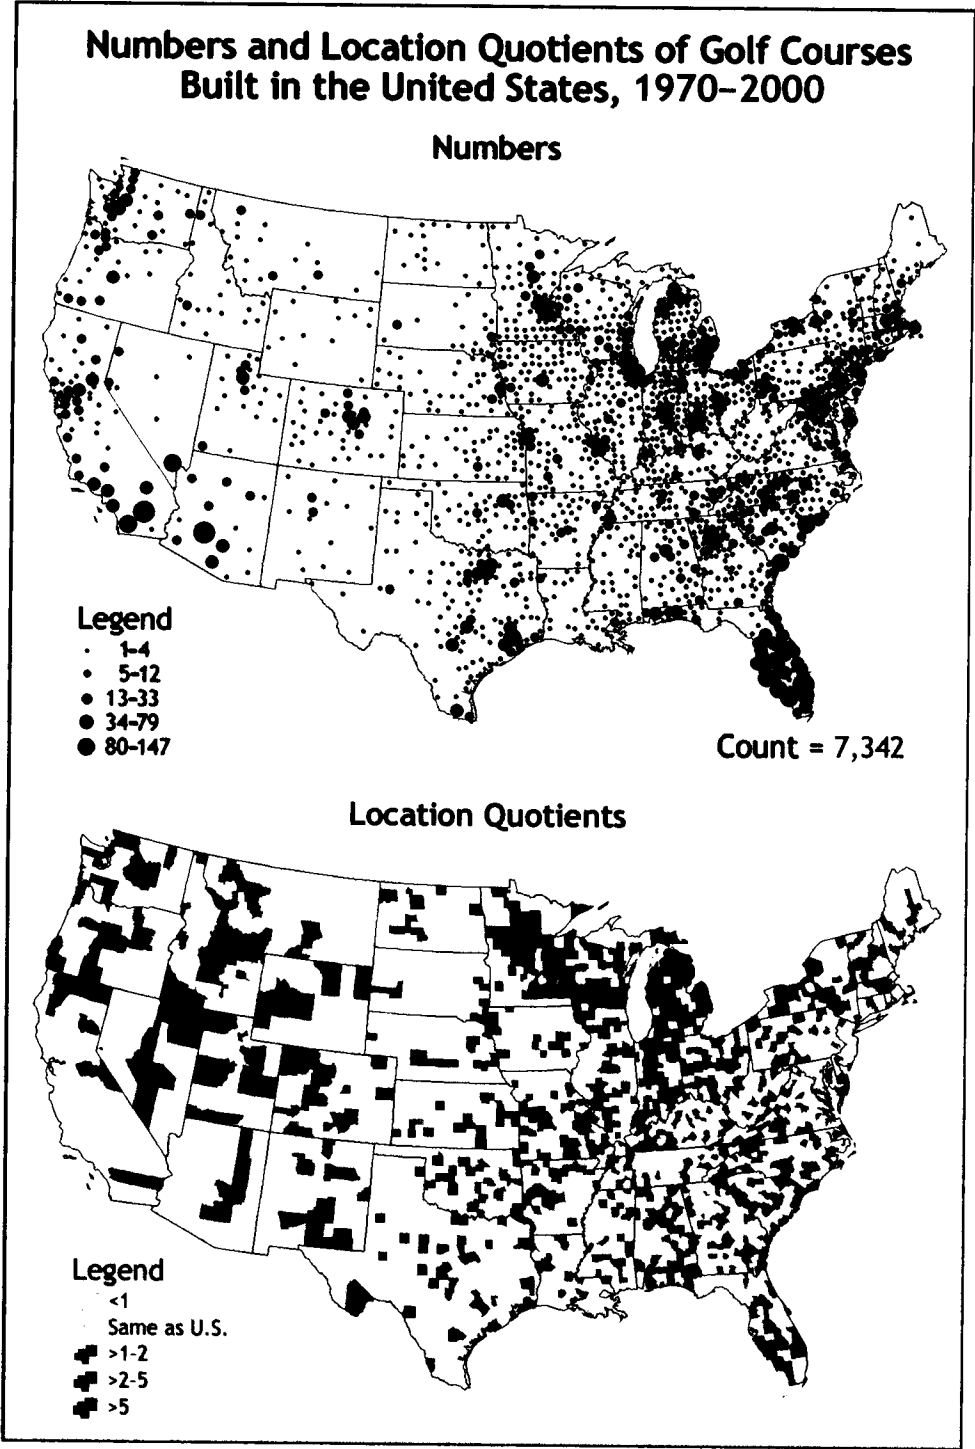 Numbers and Location Quotients of Golf Courses
Built in the United States, 1970–2000
Numbers
Legend
1–4
5–12
13–33
34–79
80–147
Count = 7,342
Location Quotients
Legend
<1
Same as U.S.
>1-2
>2-5
>5